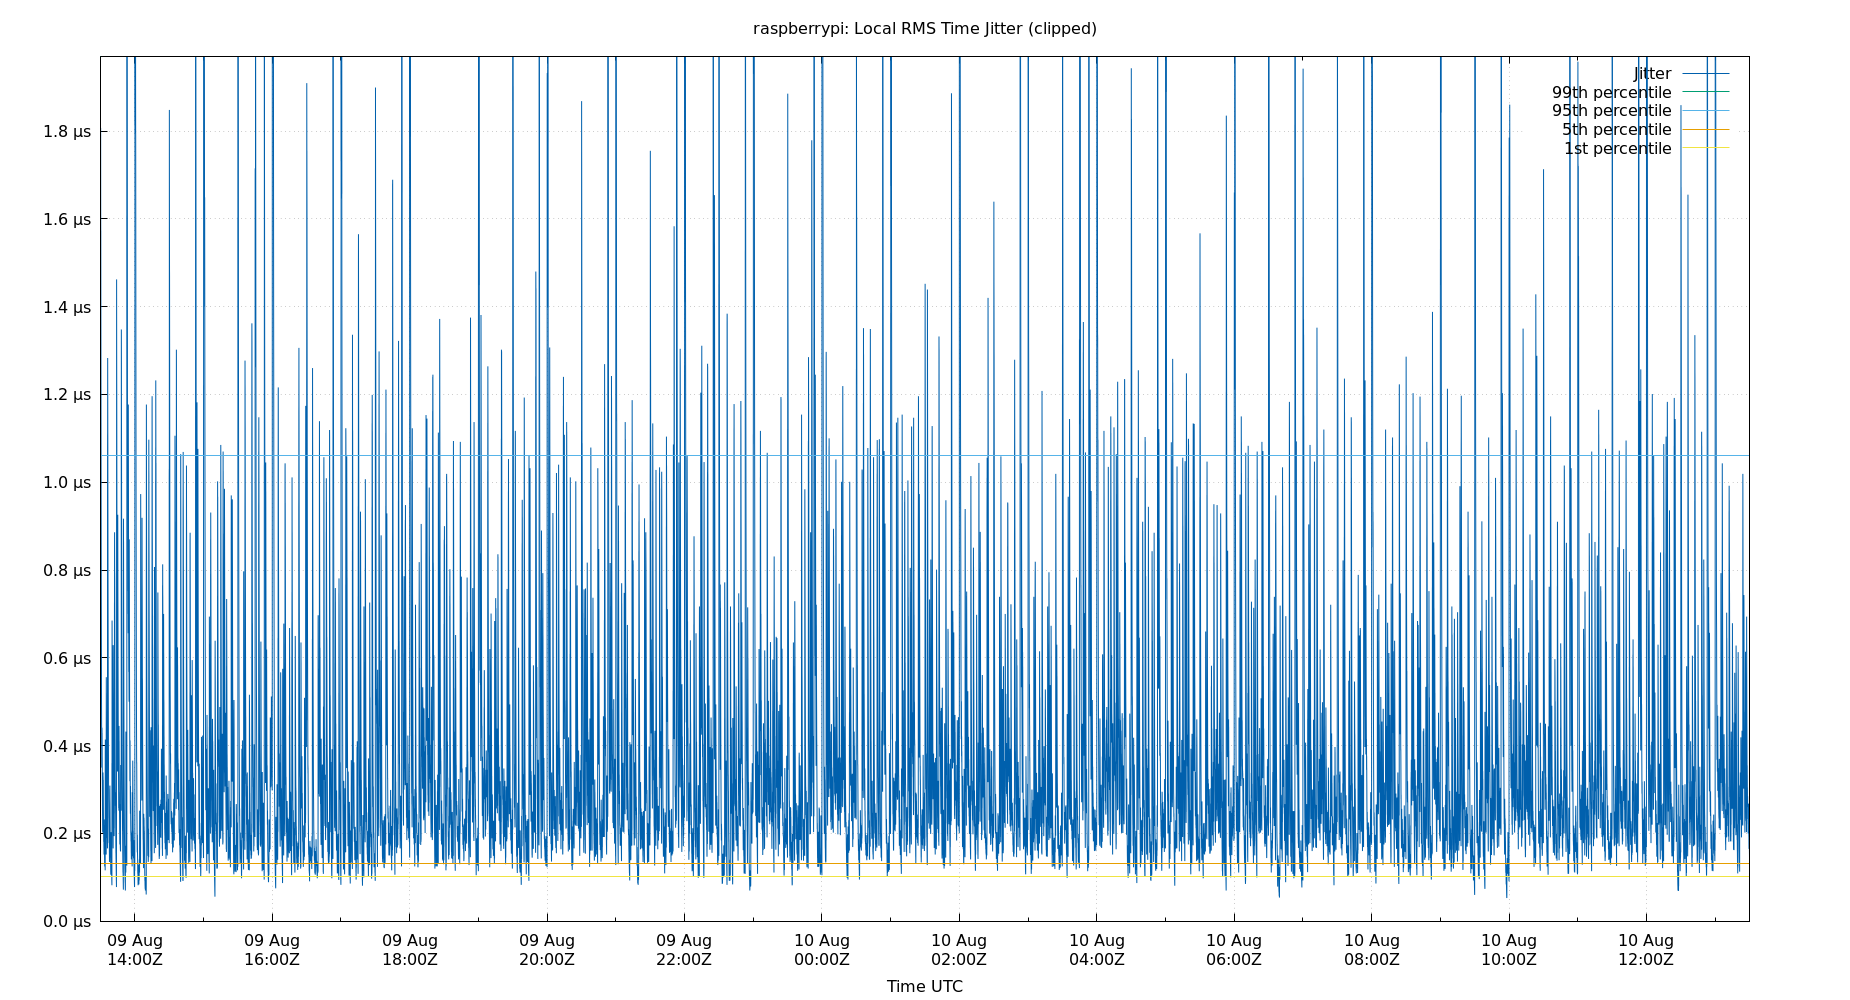 raspberrypi: Local RMS Time Jitter (clipped)
Jitter
99th percentile
95th percentile
5th percentile
1st percentile
1.8 µs
1.6 µs
1.4 µs
1.2 µs
1.0 µs
0.8 µs
0.6 µs
0.4 µs
0.2 µs
0.0 µs
09 Aug 09 Aug 09 Aug 09 Aug 09 Aug 10 Aug 10 Aug 10 Aug 10 Aug 10 Aug 10 Aug 10 Aug
14:00Z 16:00Z 18:00Z 20:00Z 22:00Z 00:00Z 02:00Z 04:00Z 06:00Z 08:00Z 10:00Z 12:00Z
Time UTC